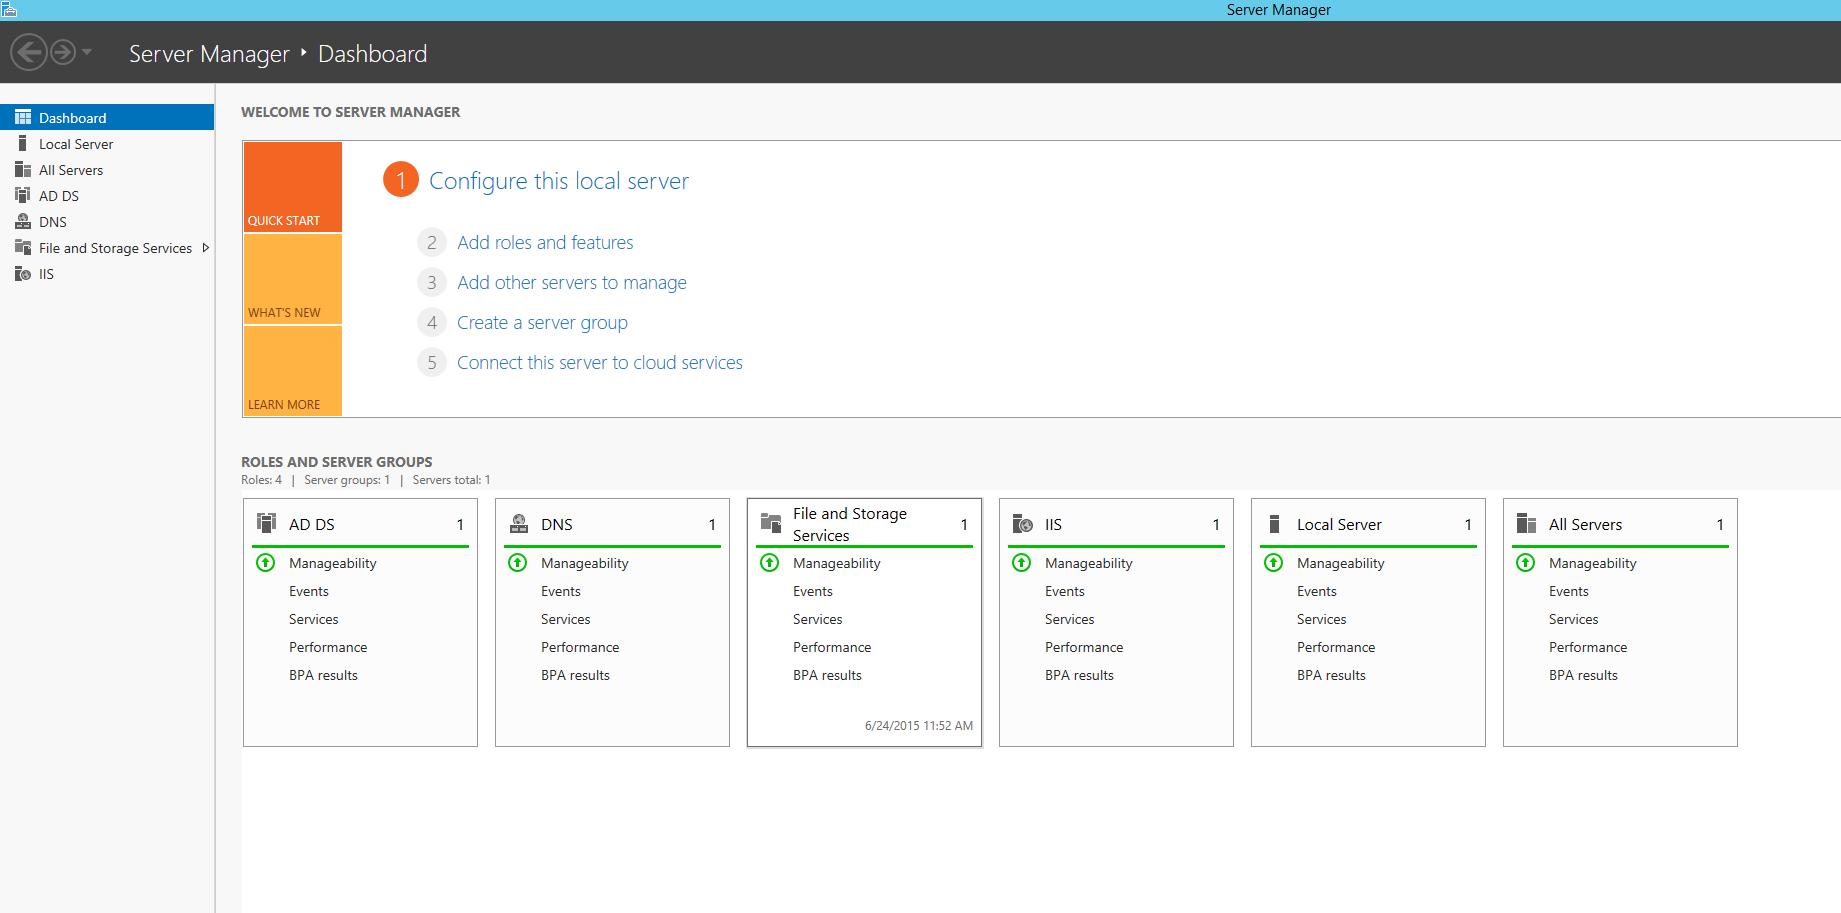 Server Manager
Server Manager ‣ Dashboard
Dashboard
Local Server
All Servers
AD DS
DNS
File and Storage Services
IIS
WELCOME TO SERVER MANAGER
QUICK START
WHAT'S NEW
LEARN MORE
1 Configure this local server
2 Add roles and features
3 Add other servers to manage
4 Create a server group
5 Connect this server to cloud services
ROLES AND SERVER GROUPS
Roles: 4 | Server groups: 1 | Servers total: 1
AD DS 1
Manageability
Events
Services
Performance
BPA results
DNS 1
Manageability
Events
Services
Performance
BPA results
File and Storage
Services 1
Manageability
Events
Services
Performance
BPA results
6/24/2015 11:52 AM
IIS 1
Manageability
Events
Services
Performance
BPA results
Local Server 1
Manageability
Events
Services
Performance
BPA results
All Servers 1
Manageability
Events
Services
Performance
BPA results